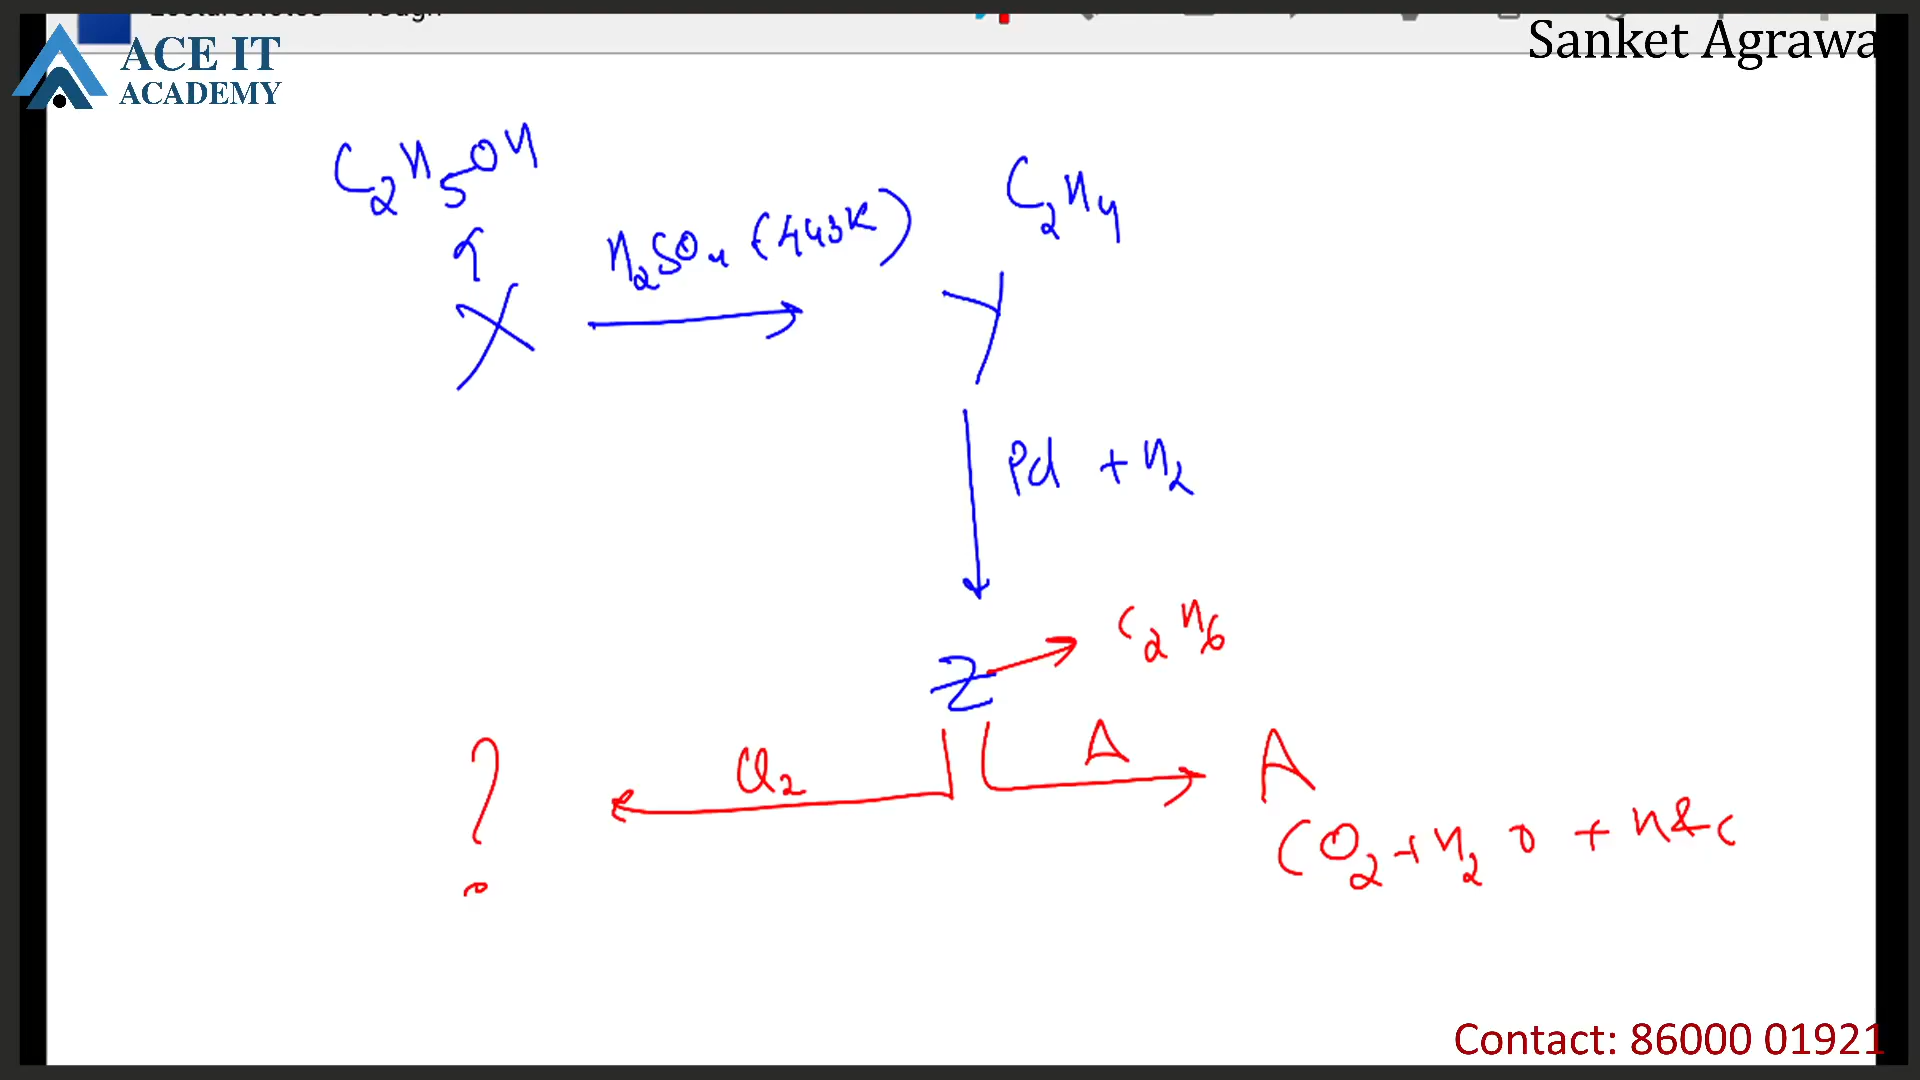 Sanket Agrawa
ACE IT
ACADEMY
C2H5OH
H2SO4 (443K)
C2H4
X
Y
Pd + H2
Z
C2H6
?
Cl2
Δ
A
CO2 + H2O + H&L
Contact: 86000 01921